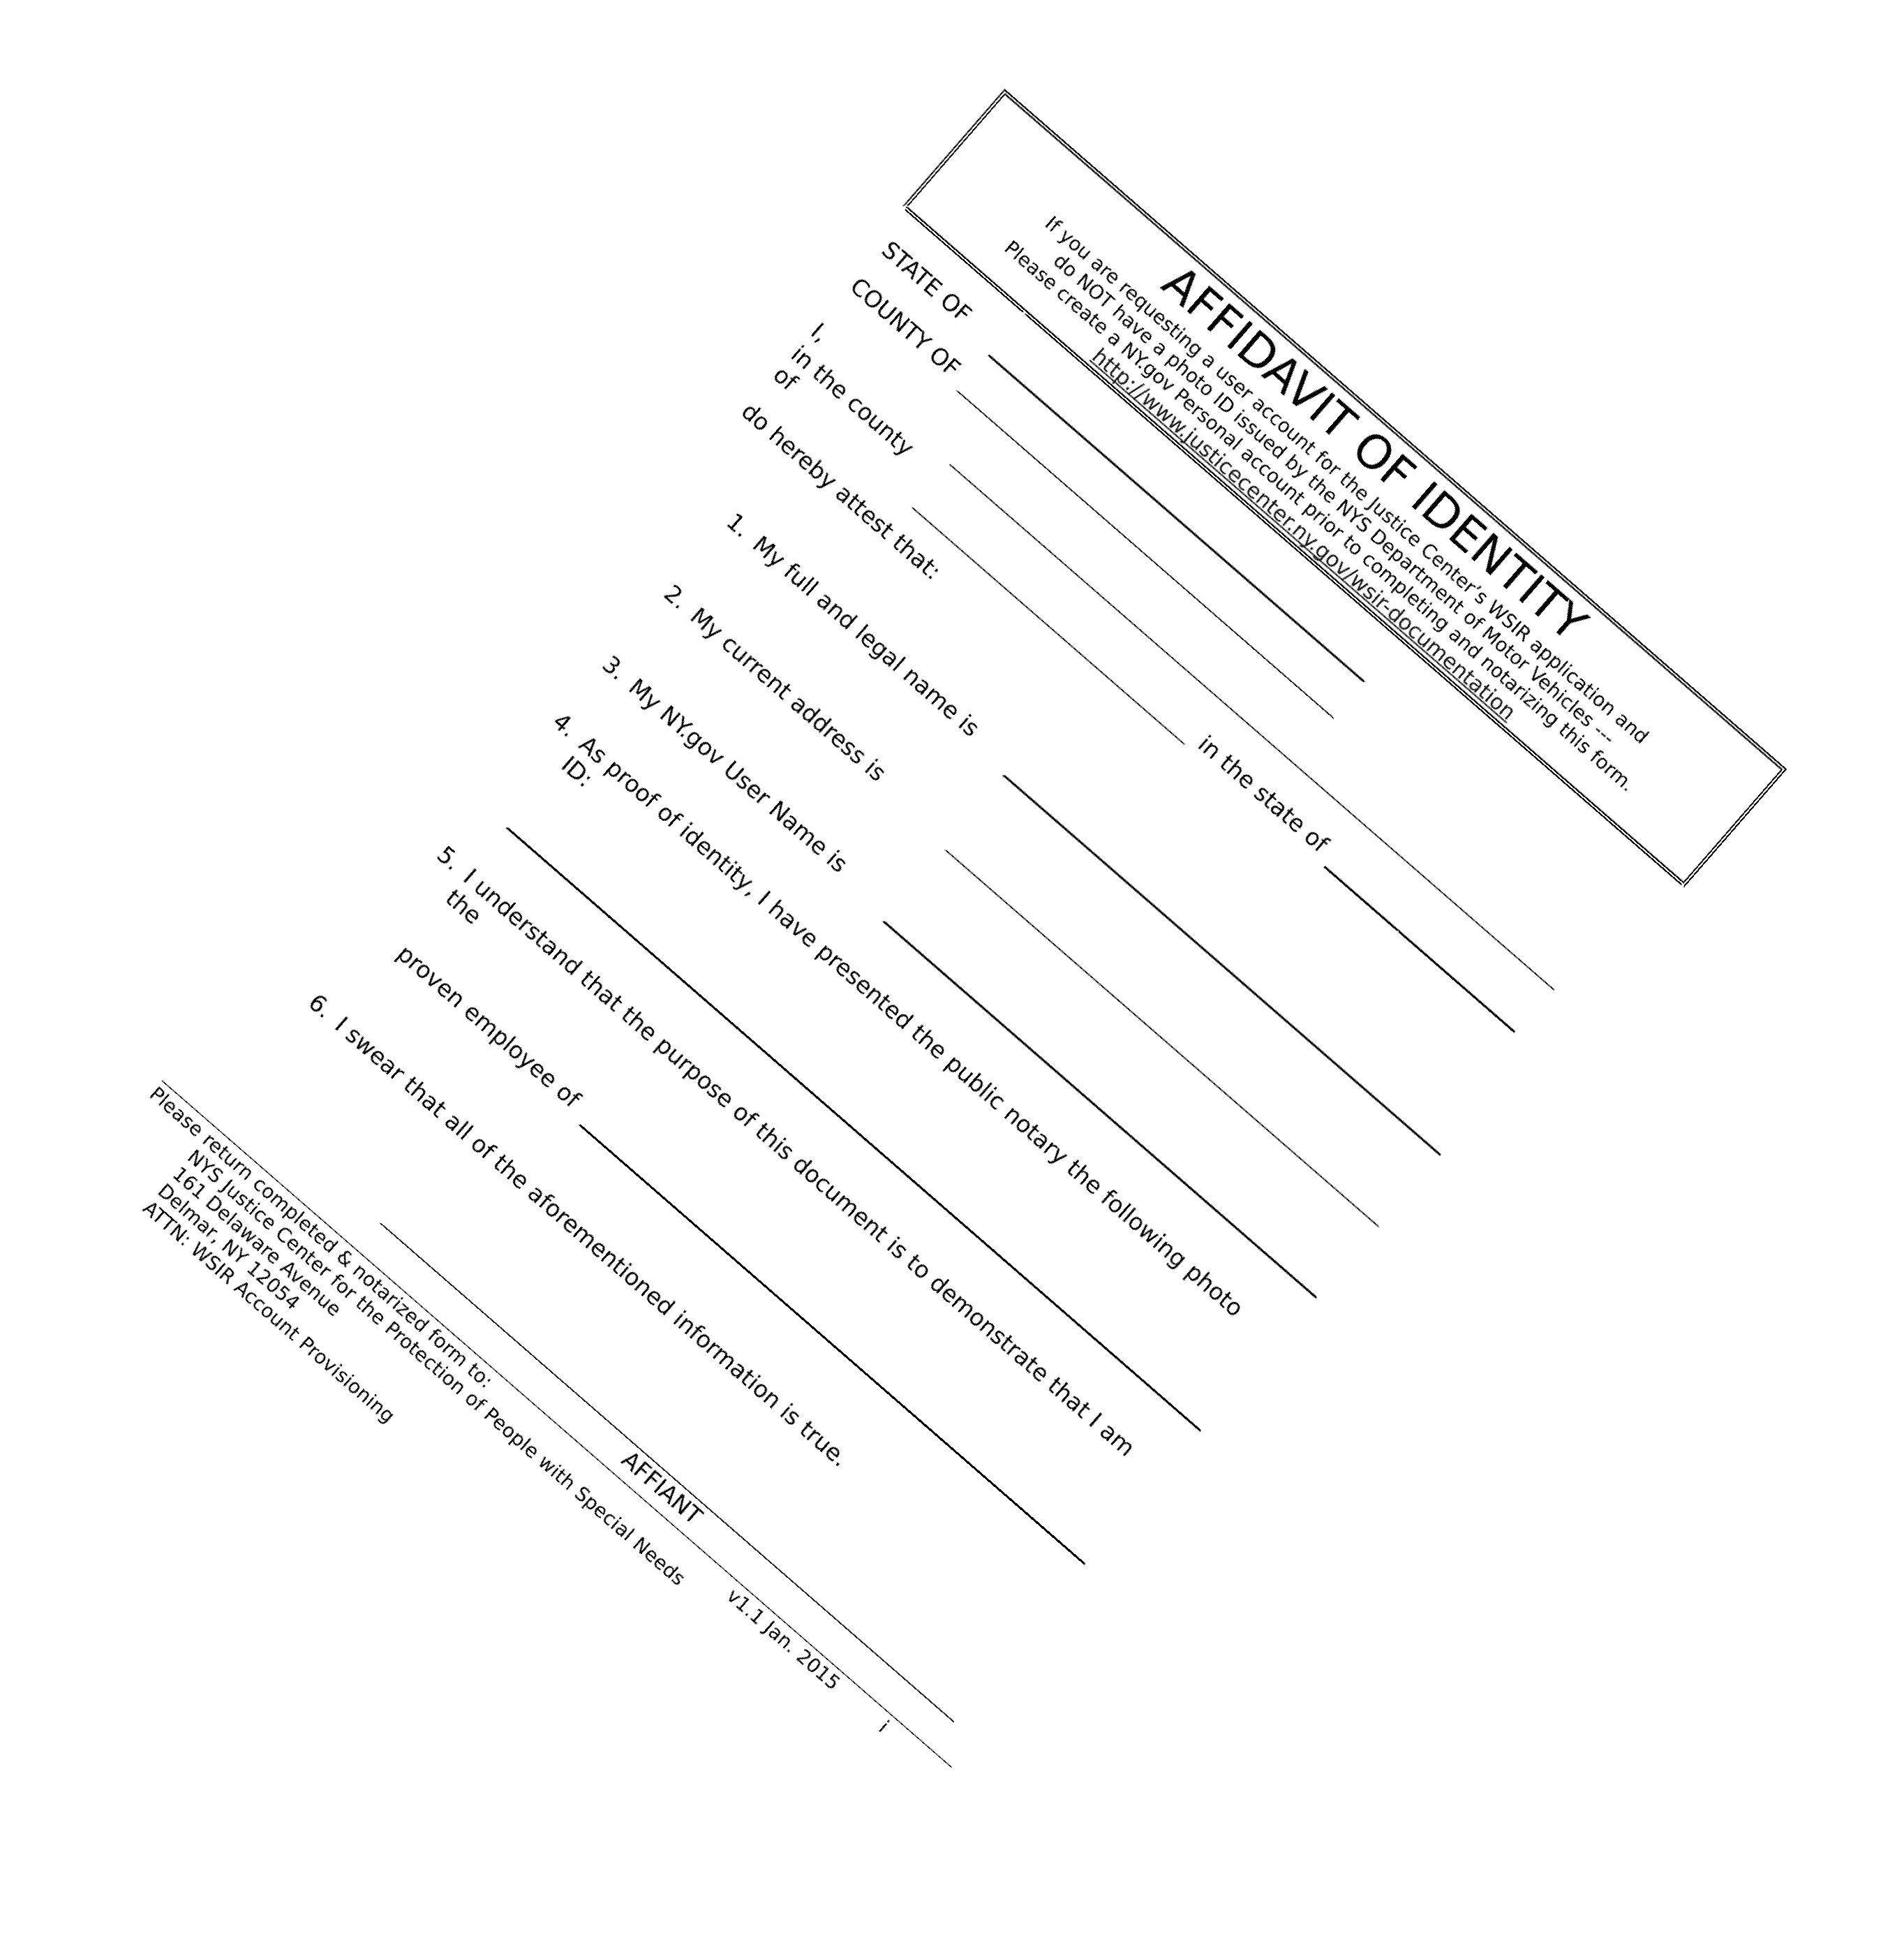 AFFIDAVIT OF IDENTITY
If you are requesting a user account for the Justice Center’s WSIR application and
do NOT have a photo ID issued by the NYS Department of Motor Vehicles ---
Please create a NY.gov Personal account prior to completing and notarizing this form.
http://www.justicecenter.ny.gov/wsir-documentation
STATE OF
COUNTY OF
I,
in the county
of
in the state of
do hereby attest that:
1. My full and legal name is
2. My current address is
3. My NY.gov User Name is
4. As proof of identity, I have presented the public notary the following photo
ID:
5. I understand that the purpose of this document is to demonstrate that I am
the
proven employee of
6. I swear that all of the aforementioned information is true.
AFFIANT
Please return completed & notarized form to:
NYS Justice Center for the Protection of People with Special Needs
161 Delaware Avenue
Delmar, NY 12054
ATTN: WSIR Account Provisioning
v1.1 Jan. 2015
i